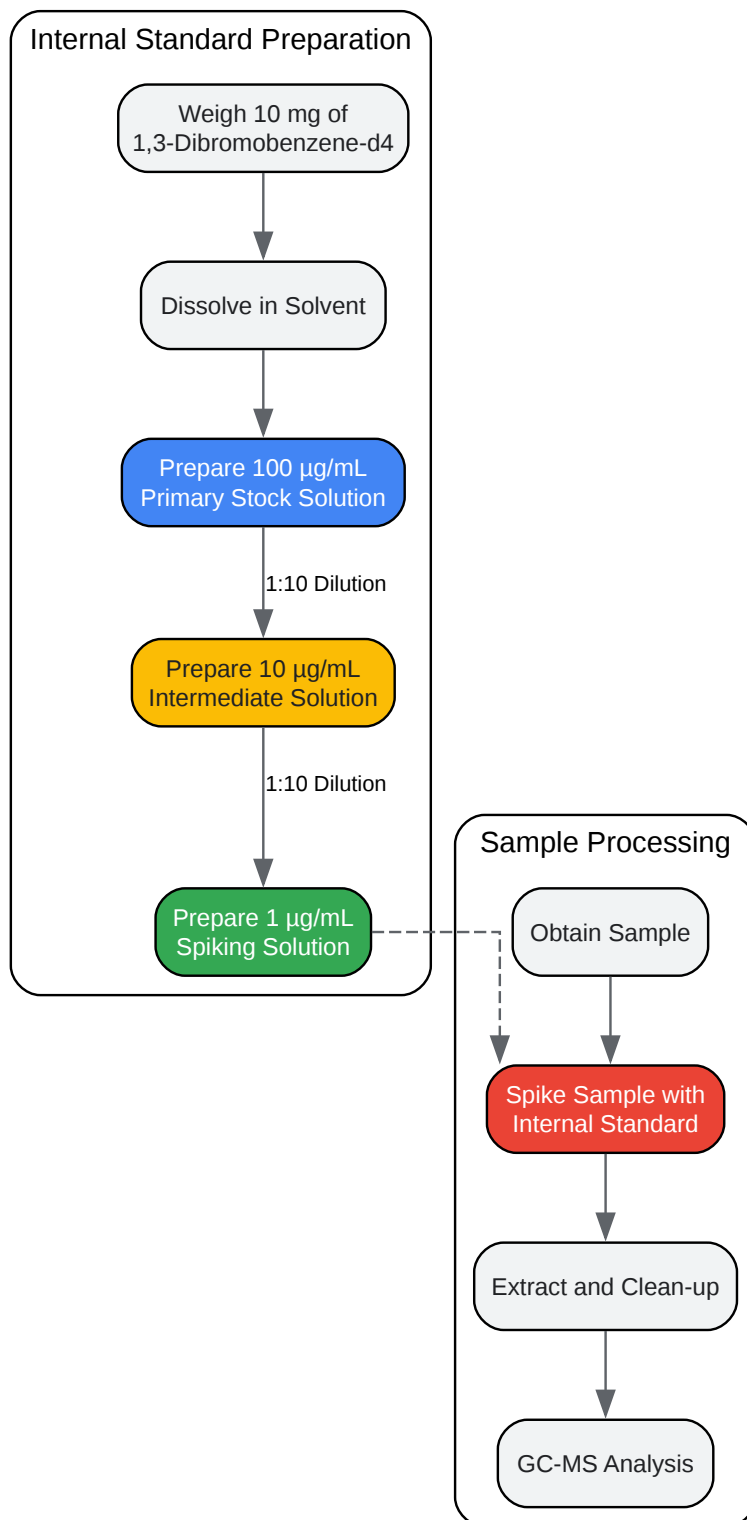 Internal Standard Preparation
Weigh 10 mg of
1,3-Dibromobenzene-d4
Dissolve in Solvent
Prepare 100 µg/mL
Primary Stock Solution
1:10 Dilution
Prepare 10 µg/mL
Intermediate Solution
1:10 Dilution
Prepare 1 µg/mL
Spiking Solution
Sample Processing
Obtain Sample
Spike Sample with
Internal Standard
Extract and Clean-up
GC-MS Analysis